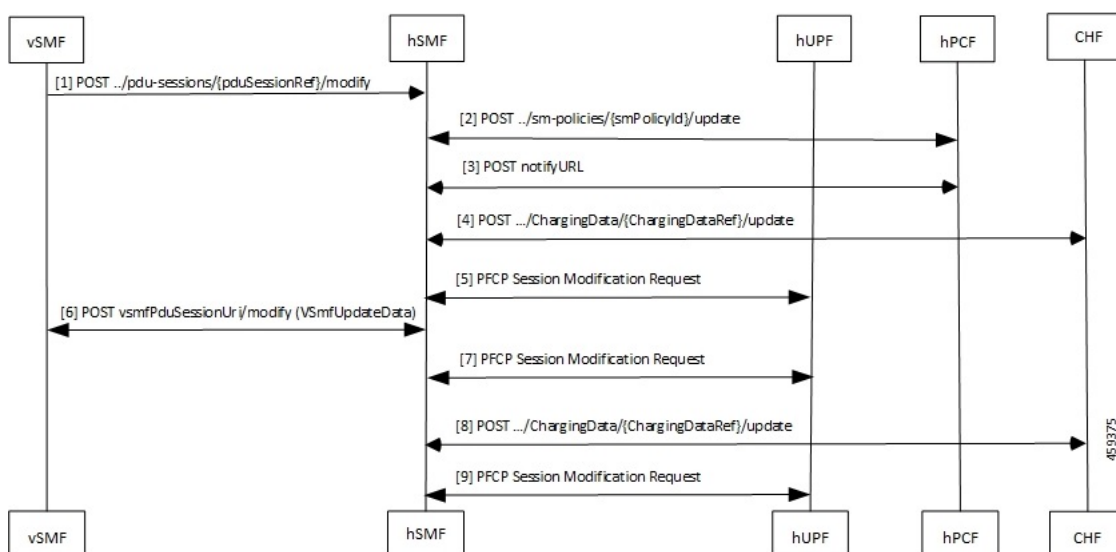 vSMF
hSMF
hUPF
hPCF
CHF
[1] POST ../pdu-sessions/{pduSessionRef}/modify
[2] POST ../sm-policies/{smPolicyId}/update
[3] POST notifyURL
[4] POST .../ChargingData/{ChargingDataRef}/update
[5] PFCP Session Modification Request
[6] POST vsmfPduSessionUri/modify (VSmfUpdateData)
[7] PFCP Session Modification Request
[8] POST .../ChargingData/{ChargingDataRef}/update
[9] PFCP Session Modification Request
459375
vSMF
hSMF
hUPF
hPCF
CHF